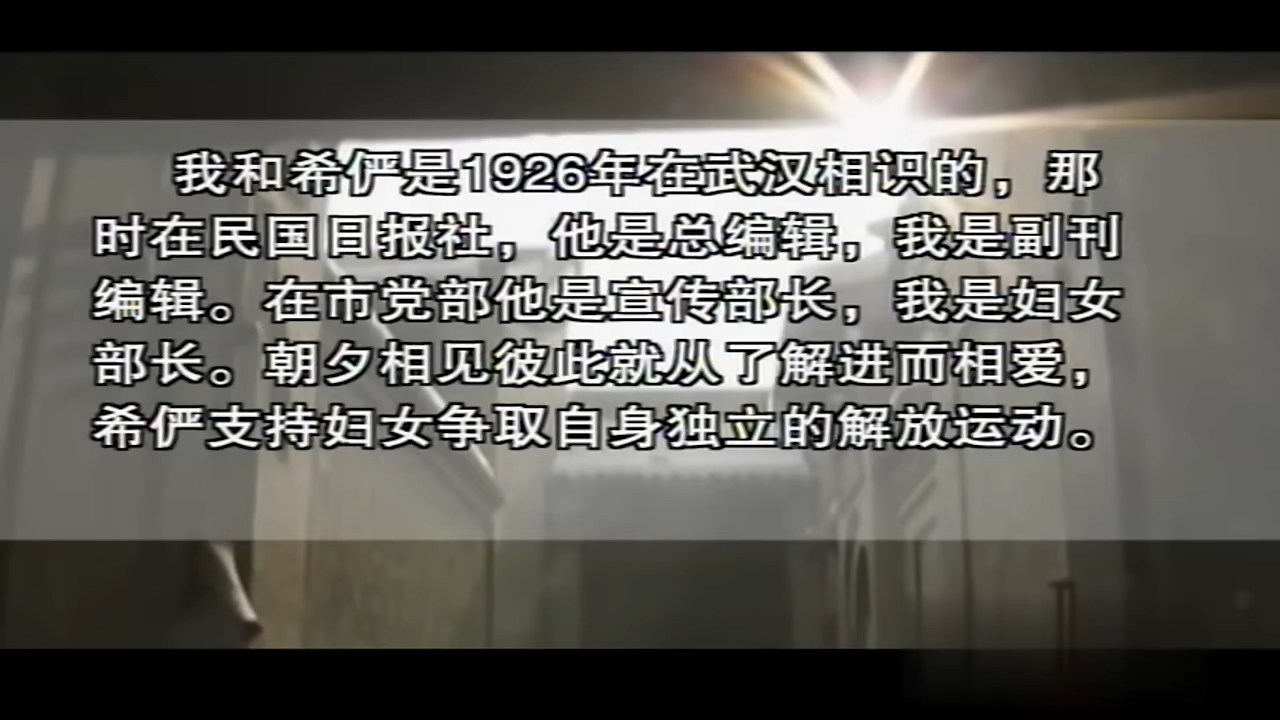 我和希俨是1926年在武汉相识的，那
时在民国日报社，他是总编辑，我是副刊
编辑。在市党部他是宣传部长，我是妇女
部长。朝夕相见彼此就从了解进而相爱，
希俨支持妇女争取自身独立的解放运动。